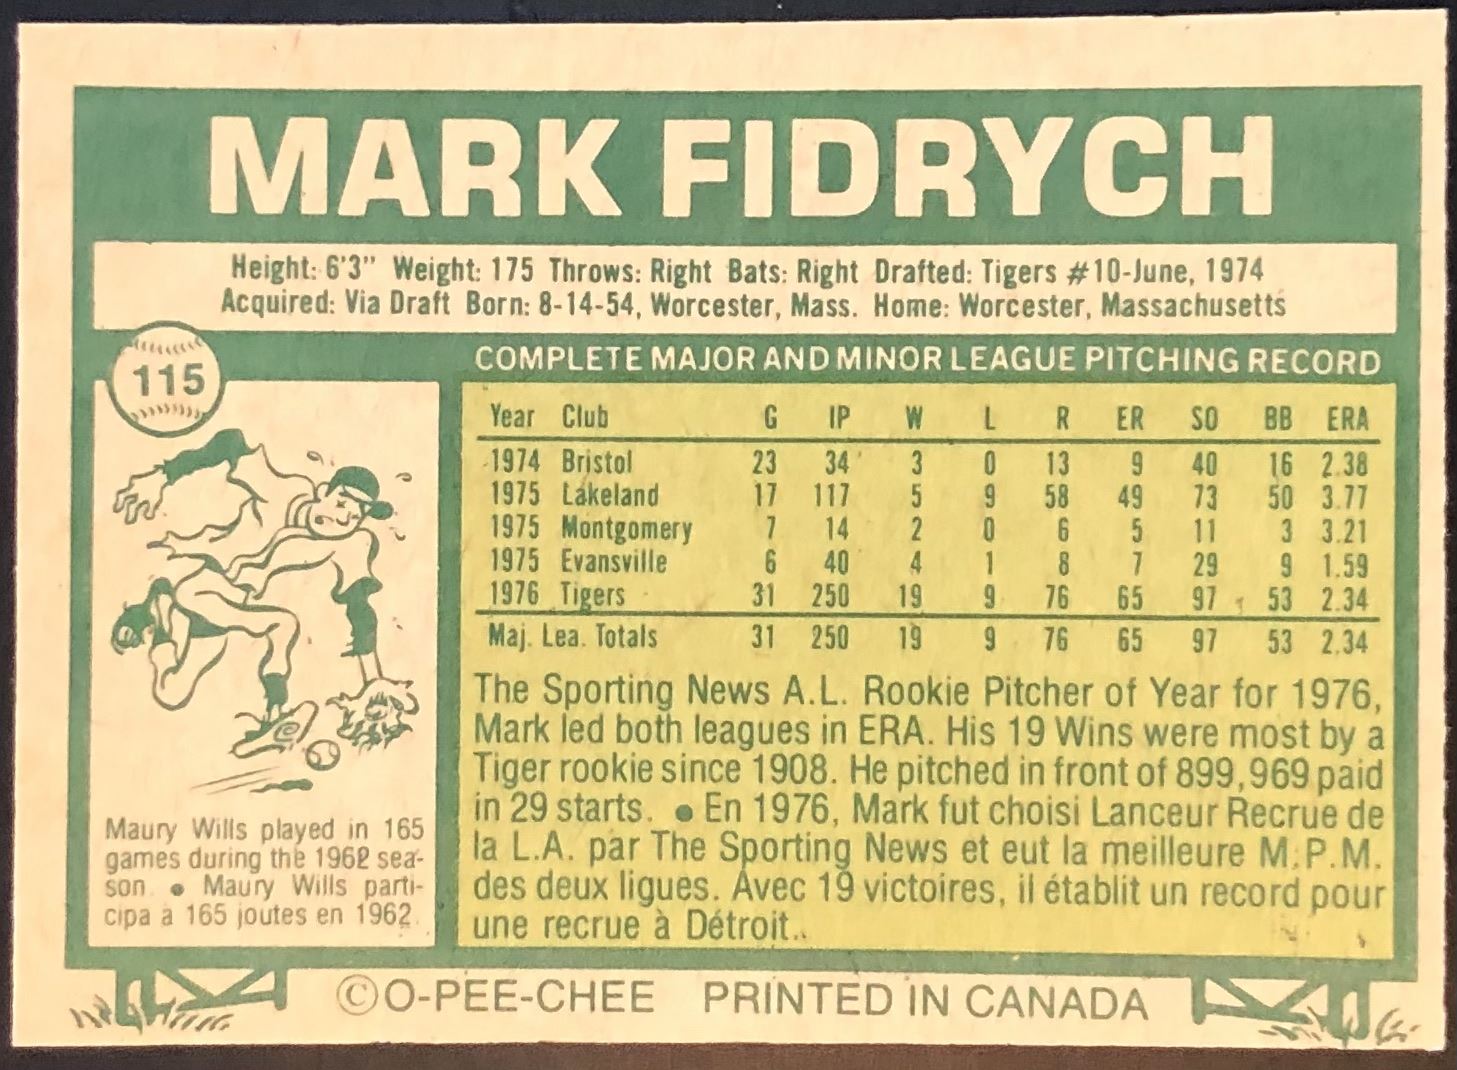 MARK FIDRYCH
Height: 6'3" Weight: 175 Throws: Right Bats: Right Drafted: Tigers #10-June, 1974
Acquired: Via Draft Born: 8-14-54, Worcester, Mass. Home: Worcester, Massachusetts
115
COMPLETE MAJOR AND MINOR LEAGUE PITCHING RECORD
Year Club G IP W L R ER SO BB ERA
1974 Bristol 23 34 3 0 13 9 40 16 2.38
1975 Lakeland 17 117 5 9 58 49 73 50 3.77
1975 Montgomery 7 14 2 0 6 5 11 3 3.21
1975 Evansville 6 40 4 1 8 7 29 9 1.59
1976 Tigers 31 250 19 9 76 65 97 53 2.34
Maj. Lea. Totals 31 250 19 9 76 65 97 53 2.34
The Sporting News A.L. Rookie Pitcher of Year for 1976,
Mark led both leagues in ERA. His 19 Wins were most by a
Tiger rookie since 1908. He pitched in front of 899,969 paid
in 29 starts. ● En 1976, Mark fut choisi Lanceur Recrue de
la L.A. par The Sporting News et eut la meilleure M.P.M.
des deux ligues. Avec 19 victoires, il établit un record pour
une recrue à Détroit.
Maury Wills played in 165
games during the 1962 sea-
son. ● Maury Wills parti-
cipa à 165 joutes en 1962.
©O-PEE-CHEE PRINTED IN CANADA